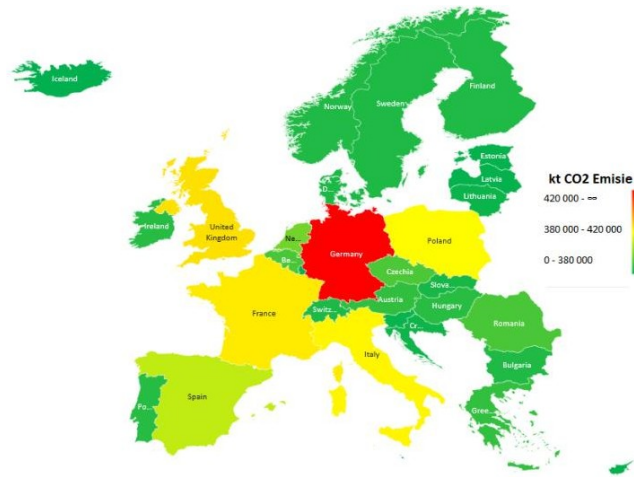 Iceland
Norway
Sweden
Finland
Estonia
Latvia
Lithuania
D...
kt CO2 Emisie
420 000 - ∞
380 000 - 420 000
0 - 380 000
Ireland
United
Kingdom
Ne...
Be...
Germany
Poland
Czechia
Slova...
Austria
Hungary
Switz...
France
Cr...
Romania
Italy
Bulgaria
Spain
Po...
Gree...